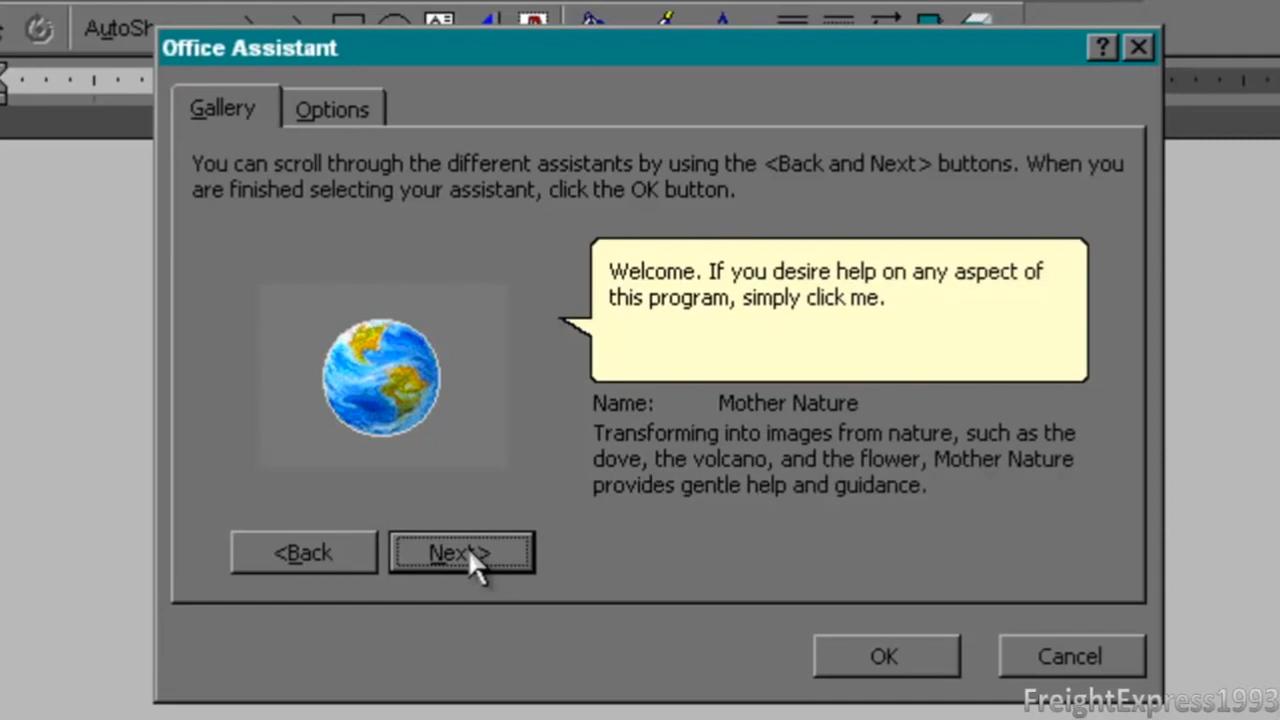 AutoSh
Office Assistant
Gallery
Options
You can scroll through the different assistants by using the <Back and Next> buttons. When you
are finished selecting your assistant, click the OK button.
Welcome. If you desire help on any aspect of
this program, simply click me.
Name: Mother Nature
Transforming into images from nature, such as the
dove, the volcano, and the flower, Mother Nature
provides gentle help and guidance.
<Back
Next>
OK
Cancel
FreightExpress1993